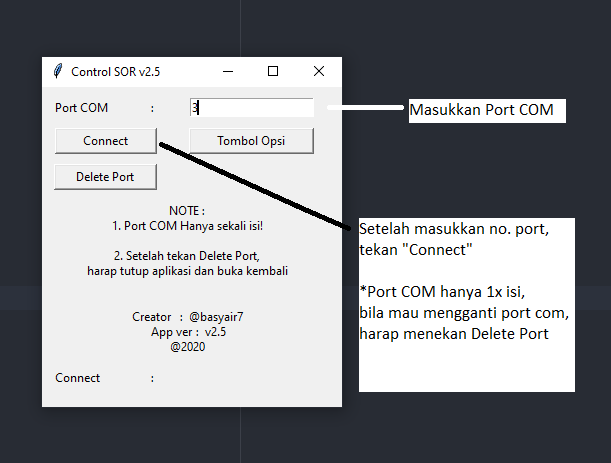 Control SOR v2.5
Port COM : 3
Masukkan Port COM
Connect
Tombol Opsi
Delete Port
NOTE :
1. Port COM Hanya sekali isi!
2. Setelah tekan Delete Port,
harap tutup aplikasi dan buka kembali
Creator : @basyair7
App ver : v2.5
@2020
Connect :
Setelah masukkan no. port,
tekan "Connect"
*Port COM hanya 1x isi,
bila mau mengganti port com,
harap menekan Delete Port